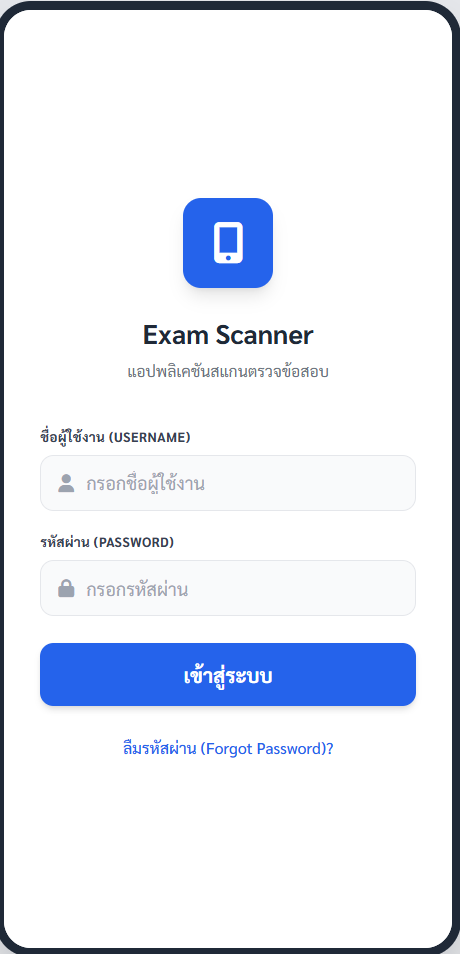 Exam Scanner
แอปพลิเคชันสแกนตรวจข้อสอบ
ชื่อผู้ใช้งาน (USERNAME)
กรอกชื่อผู้ใช้งาน
รหัสผ่าน (PASSWORD)
กรอกรหัสผ่าน
เข้าสู่ระบบ
ลืมรหัสผ่าน (Forgot Password)?